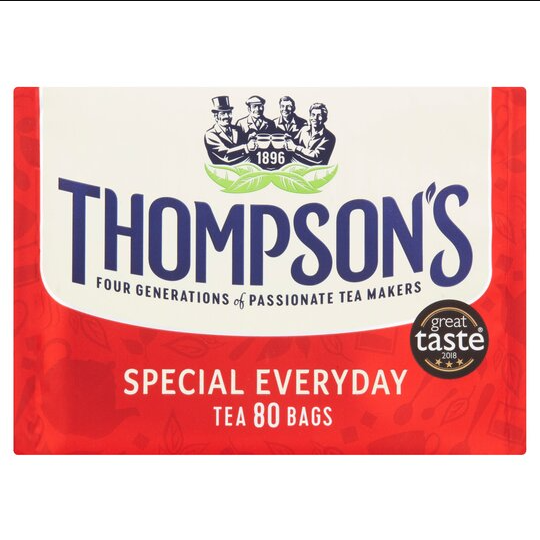 1896
THOMPSON'S
FOUR GENERATIONS of PASSIONATE TEA MAKERS
great
taste®
2018
SPECIAL EVERYDAY
TEA 80 BAGS